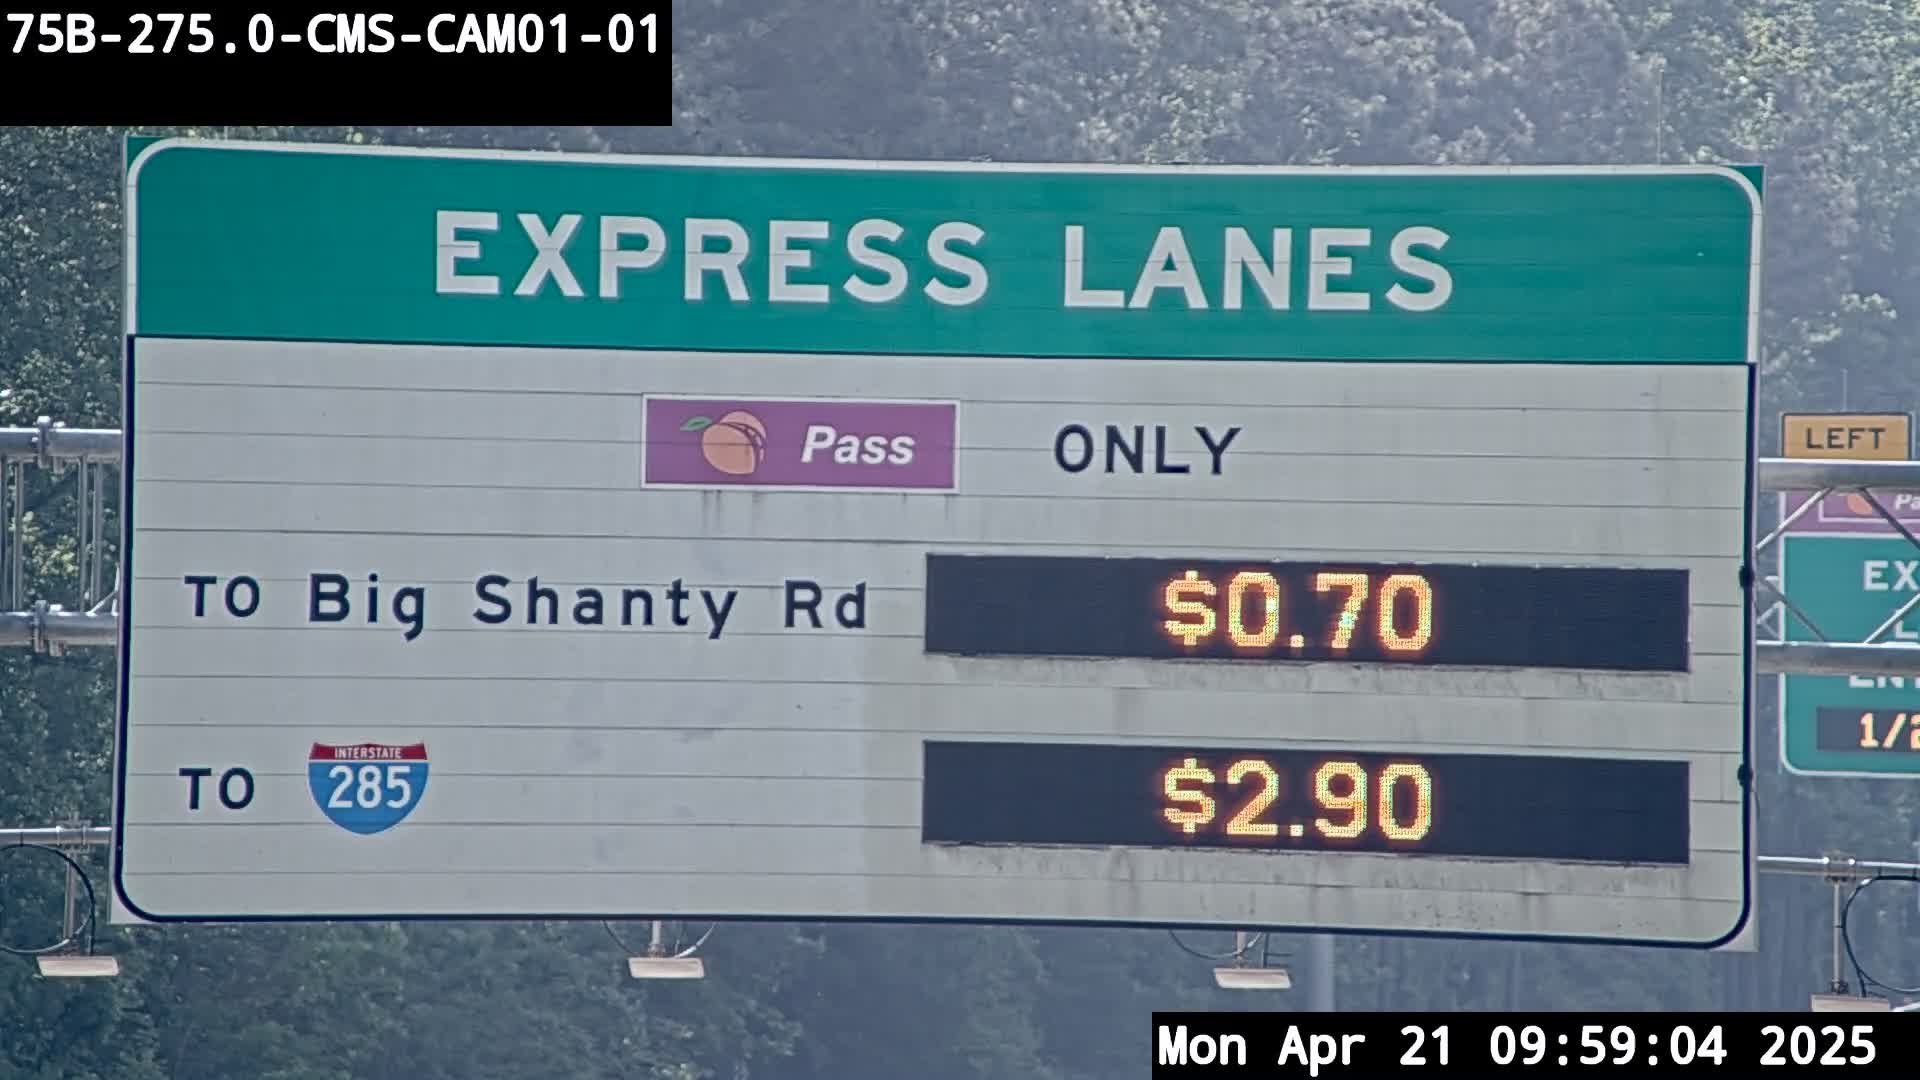 75B-275.0-CMS-CAM01-01
EXPRESS LANES
Pass ONLY
LEFT
TO Big Shanty Rd $0.70
TO INTERSTATE 285 $2.90
Mon Apr 21 09:59:04 2025